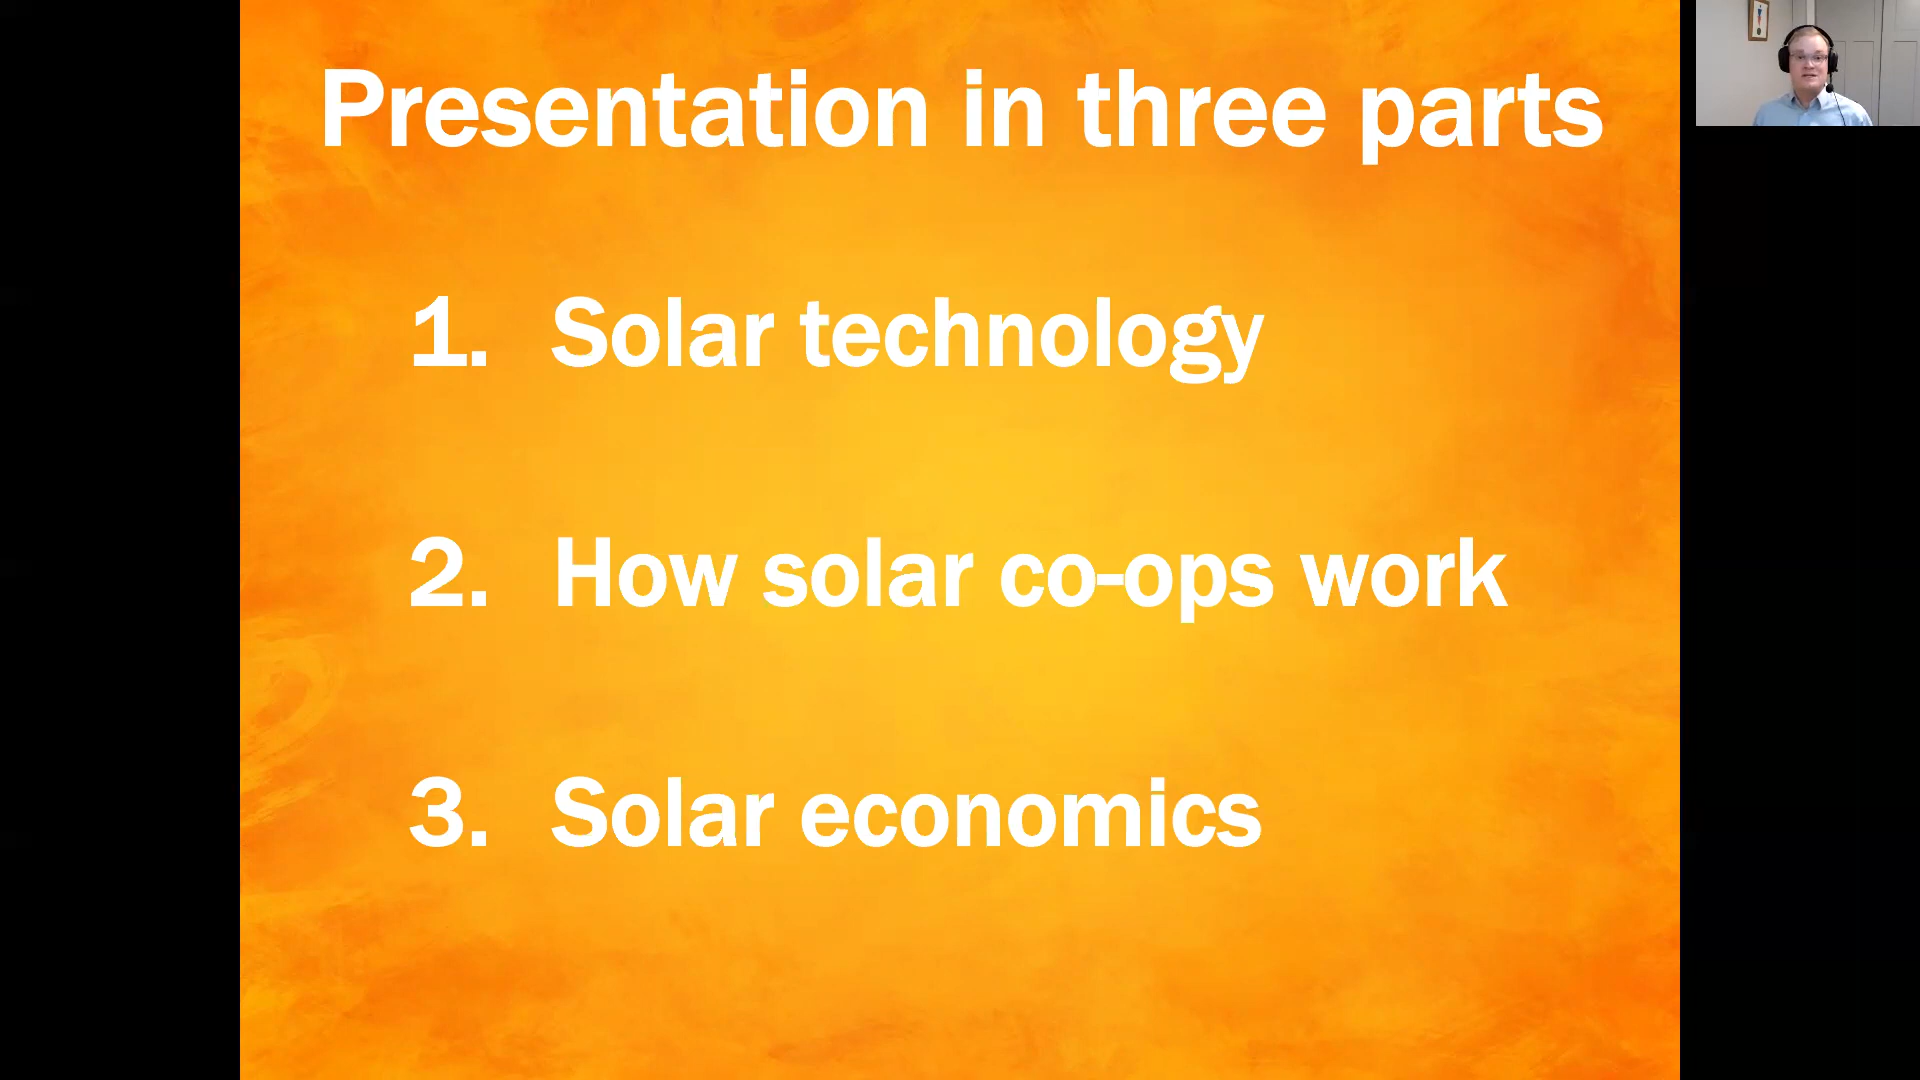 Presentation in three parts
1. Solar technology
2. How solar co-ops work
3. Solar economics